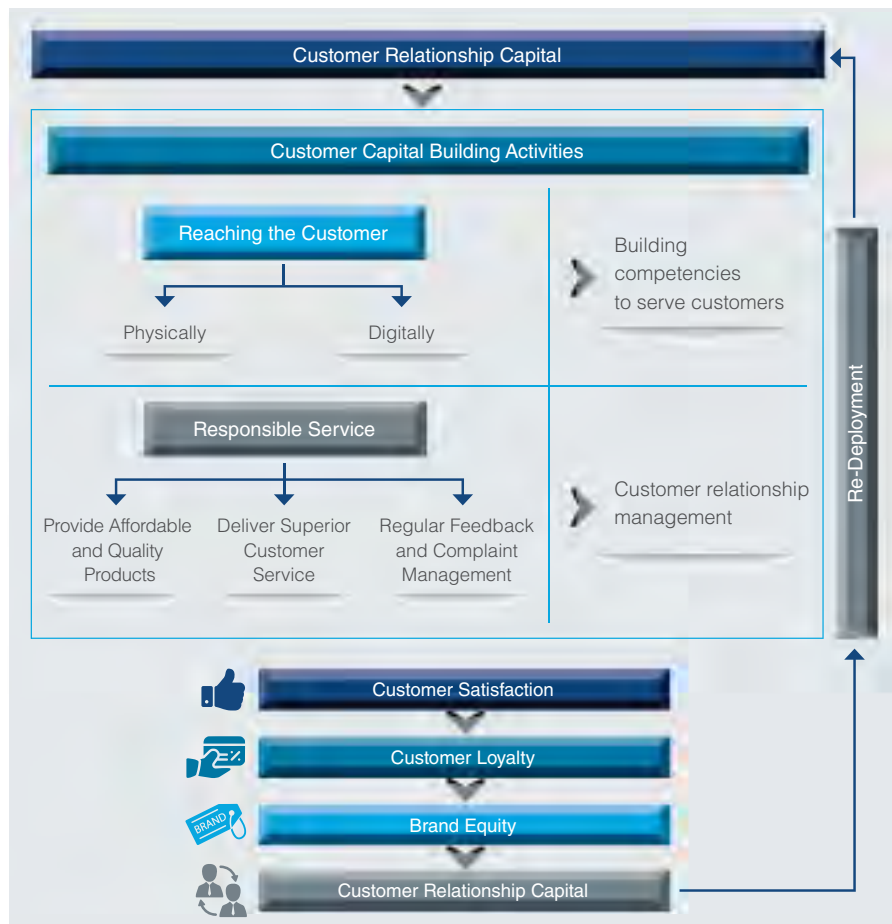 Customer Relationship Capital
Customer Capital Building Activities
Reaching the Customer
Physically
Digitally
Building
competencies
to serve customers
Responsible Service
Provide Affordable
and Quality
Products
Deliver Superior
Customer
Service
Regular Feedback
and Complaint
Management
Customer relationship
management
Re-Deployment
Customer Satisfaction
Customer Loyalty
BRAND
Brand Equity
Customer Relationship Capital